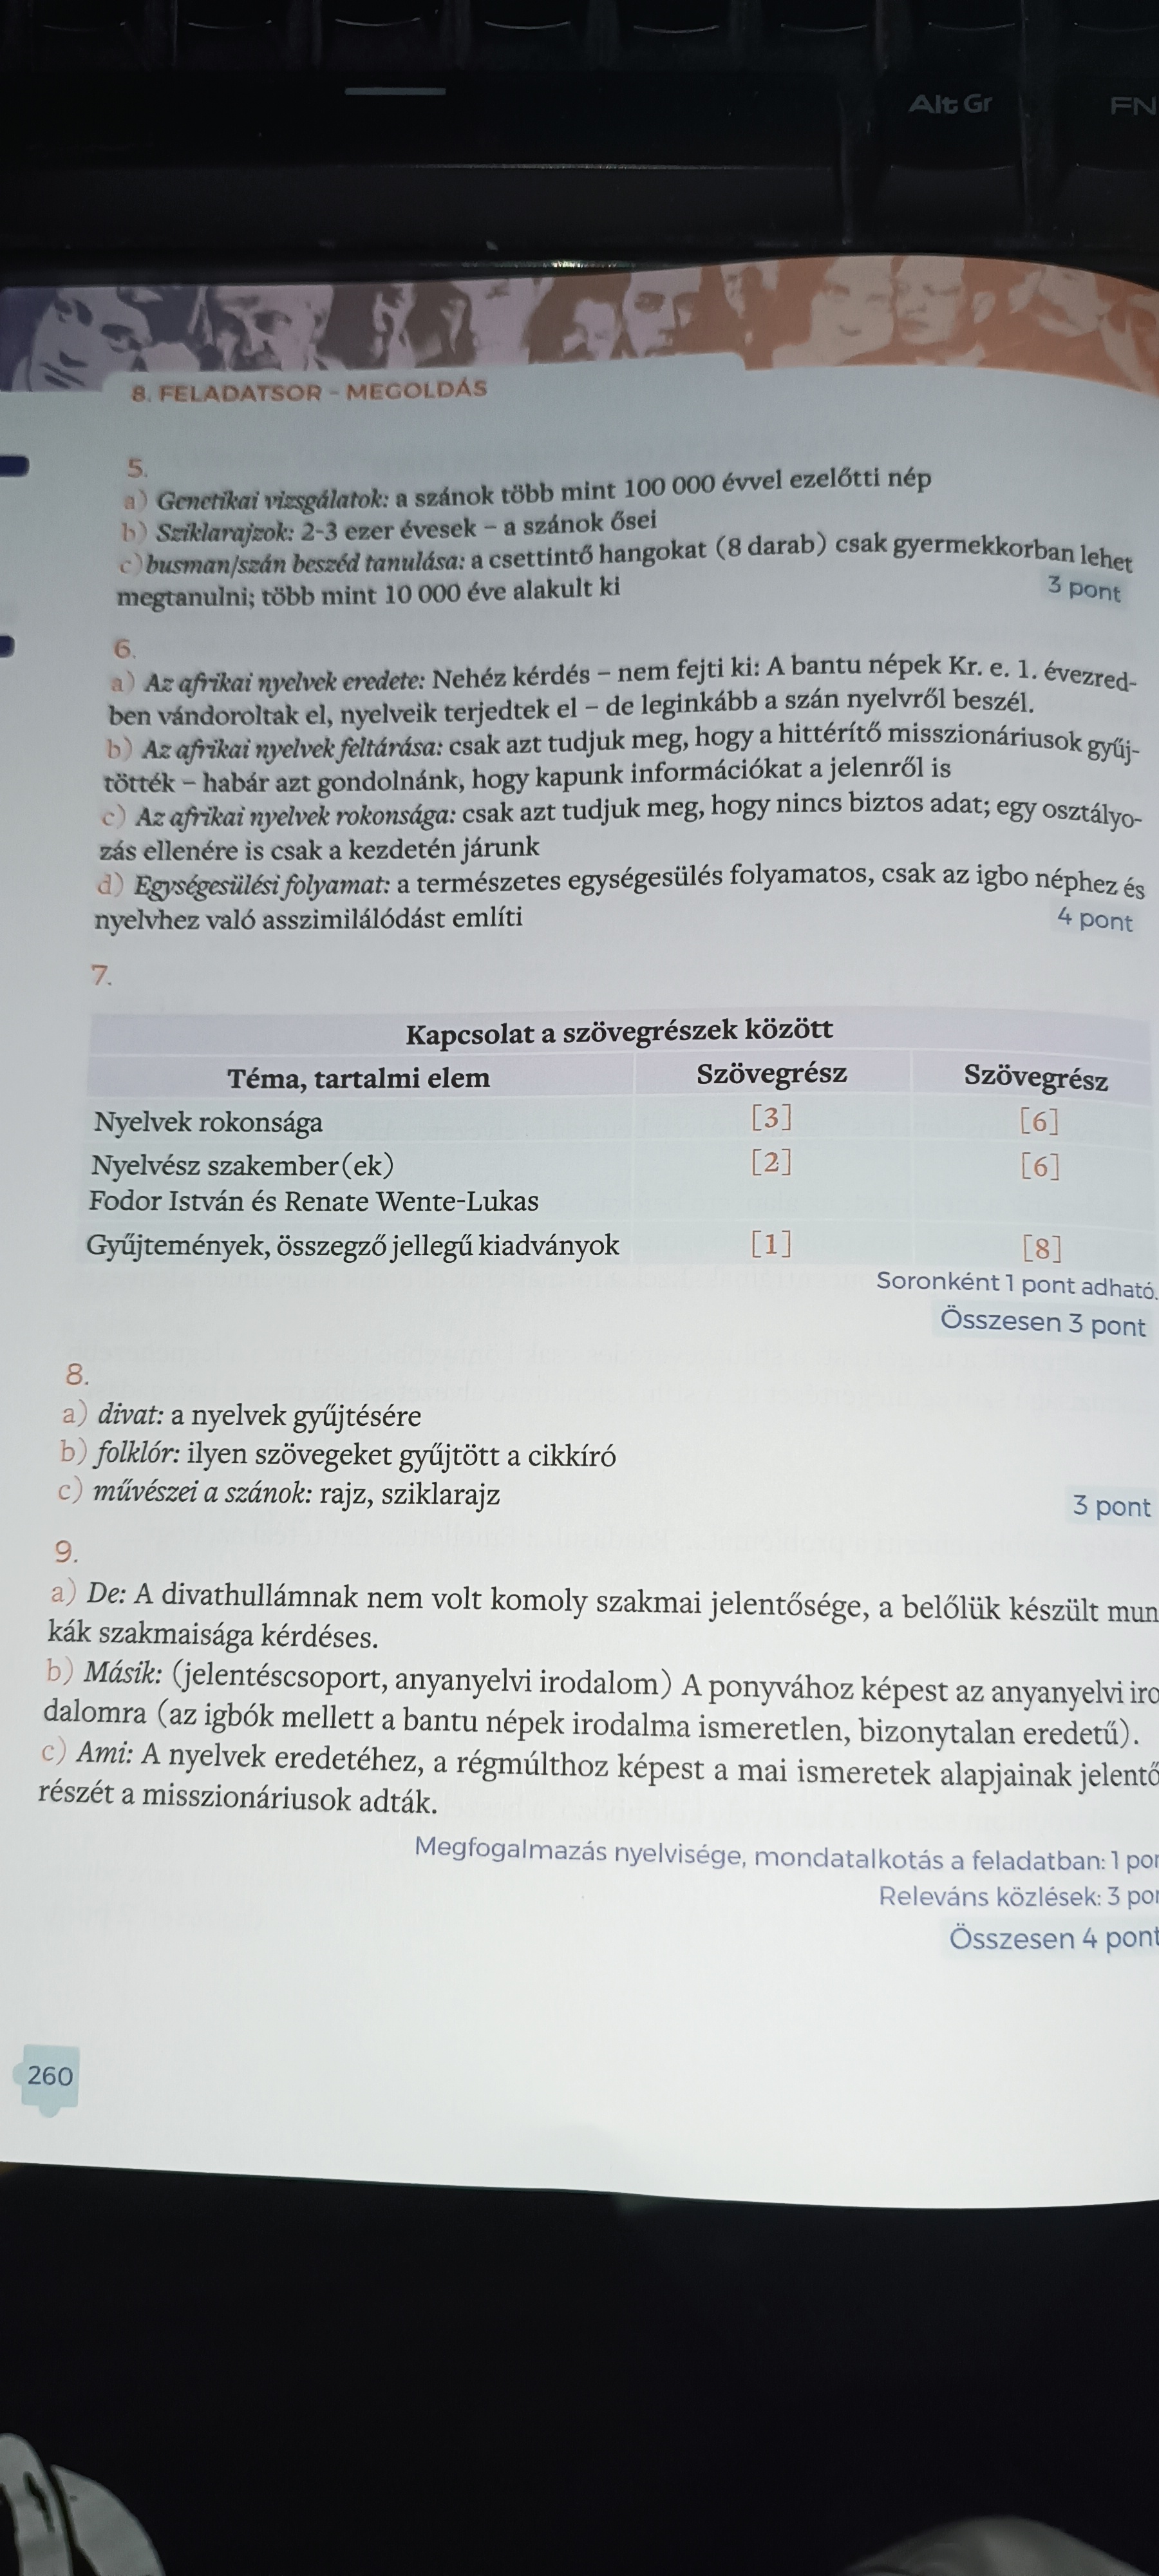 Alt Gr
FN
8. FELADATSOR – MEGOLDÁS
5.
a) Genetikai vizsgálatok: a szánok több mint 100 000 évvel ezelőtti nép
b) Sziklarajzok: 2-3 ezer évesek – a szánok ősei
c) busman/szán beszéd tanulása: a csettintő hangokat (8 darab) csak gyermekkorban lehet
megtanulni; több mint 10 000 éve alakult ki
3 pont
6.
a) Az afrikai nyelvek eredete: Nehéz kérdés – nem fejti ki: A bantu népek Kr. e. 1. évezred-
ben vándoroltak el, nyelveik terjedtek el – de leginkább a szán nyelvről beszél.
b) Az afrikai nyelvek feltárása: csak azt tudjuk meg, hogy a hittérítő misszionáriusok gyűj-
tötték – habár azt gondolnánk, hogy kapunk információkat a jelenről is
c) Az afrikai nyelvek rokonsága: csak azt tudjuk meg, hogy nincs biztos adat; egy osztályo-
zás ellenére is csak a kezdetén járunk
d) Egységesülési folyamat: a természetes egységesülés folyamatos, csak az igbo néphez és
nyelvhez való asszimilálódást említi
4 pont
7.
Kapcsolat a szövegrészek között
Téma, tartalmi elem Szövegrész Szövegrész
Nyelvek rokonsága [3] [6]
Nyelvész szakember(ek) [2] [6]
Fodor István és Renate Wente-Lukas
Gyűjtemények, összegző jellegű kiadványok [1] [8]
Soronként 1 pont adható.
Összesen 3 pont
8.
a) divat: a nyelvek gyűjtésére
b) folklór: ilyen szövegeket gyűjtött a cikkíró
c) művészei a szánok: rajz, sziklarajz
3 pont
9.
a) De: A divathullámnak nem volt komoly szakmai jelentősége, a belőlük készült mun
kák szakmaisága kérdéses.
b) Másik: (jelentéscsoport, anyanyelvi irodalom) A ponyvához képest az anyanyelvi iro
dalomra (az igbók mellett a bantu népek irodalma ismeretlen, bizonytalan eredetű).
c) Ami: A nyelvek eredetéhez, a régmúlthoz képest a mai ismeretek alapjainak jelentő
részét a misszionáriusok adták.
Megfogalmazás nyelvisége, mondatalkotás a feladatban: 1 pon
Releváns közlések: 3 pon
Összesen 4 pont
260